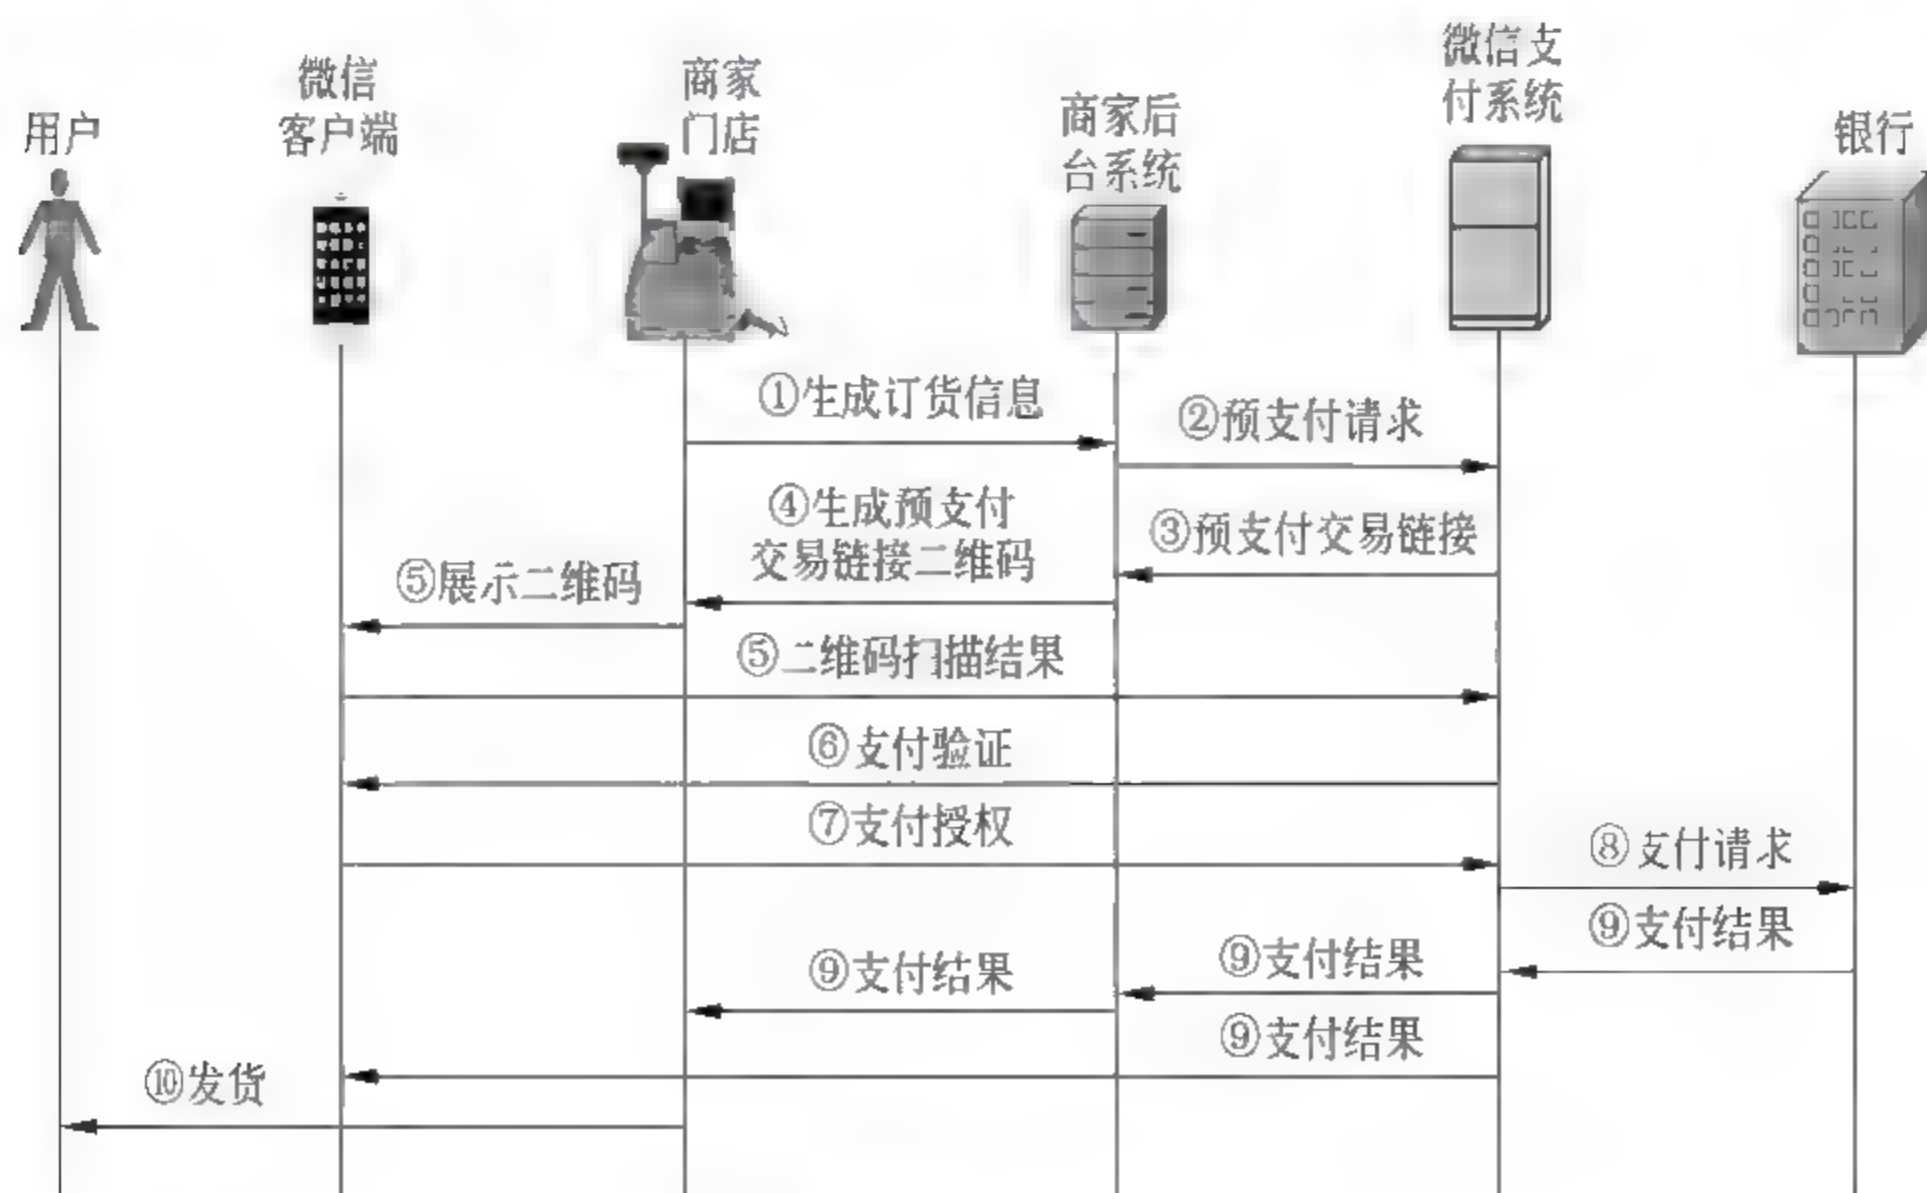 用户
微信
客户端
商家
门店
商家后
台系统
微信支
付系统
银行
①生成订货信息
②预支付请求
③预支付交易链接
④生成预支付
交易链接二维码
⑤展示二维码
⑤二维码扫描结果
⑥支付验证
⑦支付授权
⑧支付请求
⑨支付结果
⑨支付结果
⑨支付结果
⑨支付结果
⑩发货